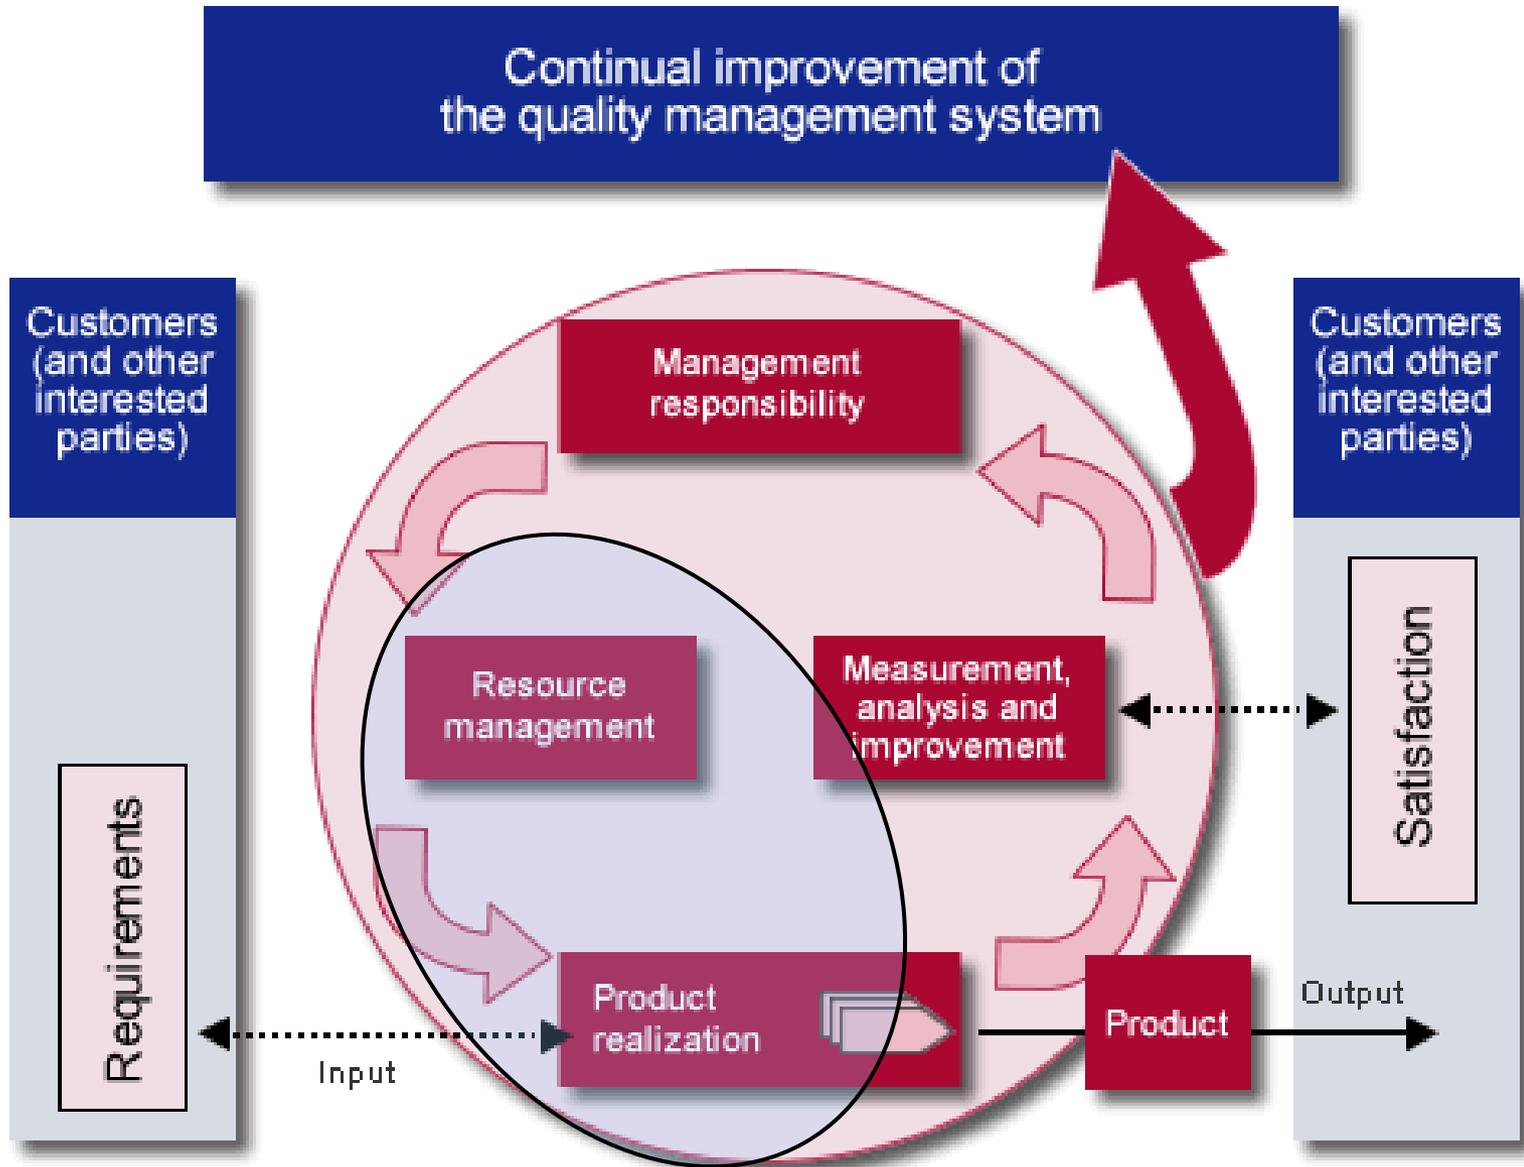 Continual improvement of
the quality management system
Customers
(and other
interested
parties)
Customers
(and other
interested
parties)
Management
responsibility
Resource
management
Measurement,
analysis and
improvement
Satisfaction
Requirements
Product
realization
Product
Output
Input